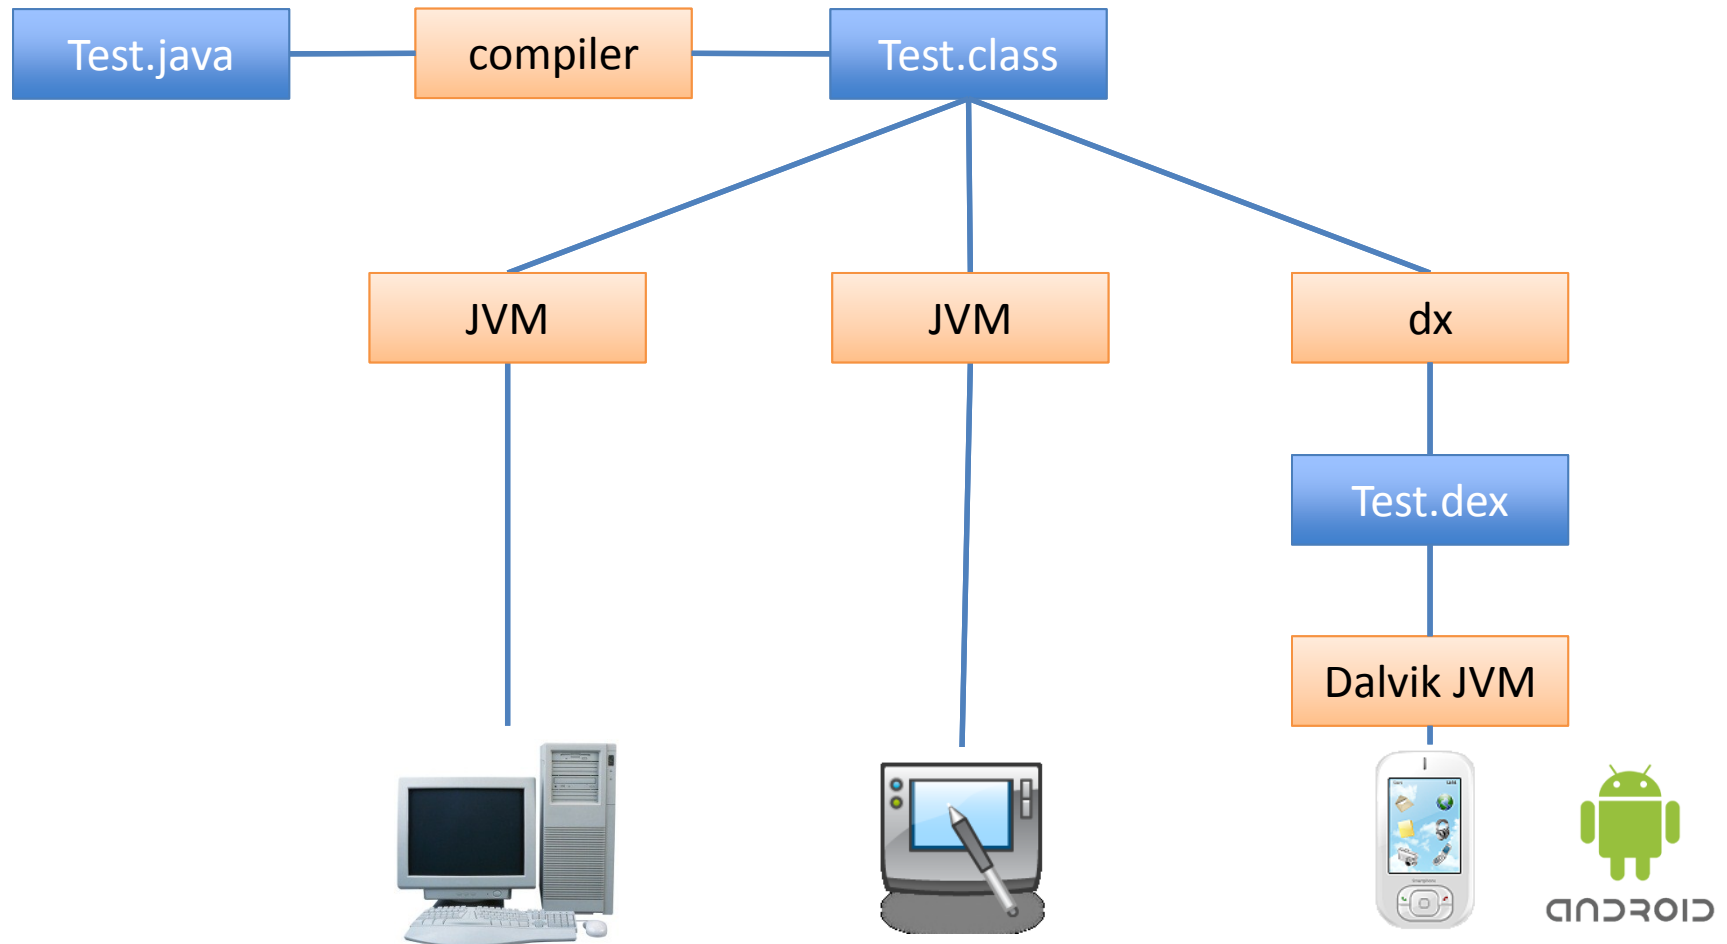 Test.java
compiler
Test.class
JVM
JVM
dx
Test.dex
Dalvik JVM
ANDROID